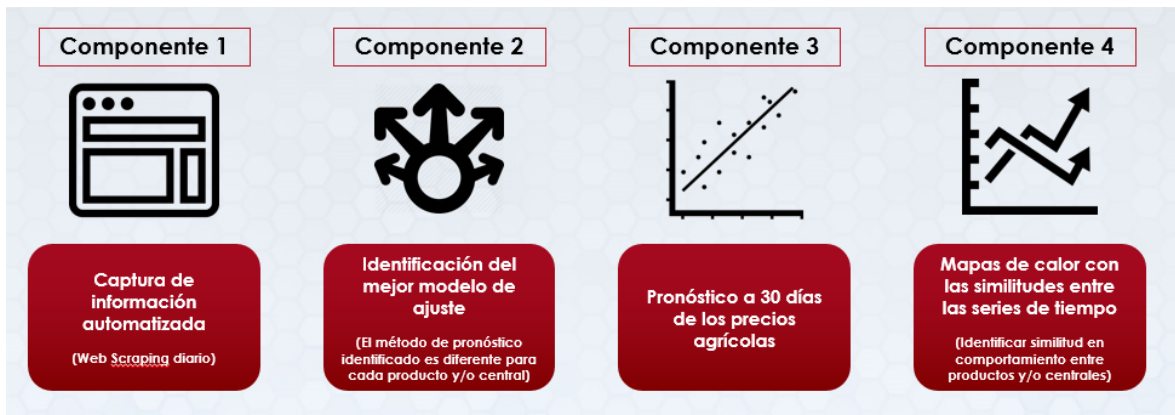 Componente 1
Captura de
información
automatizada
(Web Scraping diario)
Componente 2
Identificación del
mejor modelo de
ajuste
(El método de pronóstico
identificado es diferente para
cada producto y/o central)
Componente 3
Pronóstico a 30 días
de los precios
agrícolas
Componente 4
Mapas de calor con
las similitudes entre
las series de tiempo
(Identificar similitud en
comportamiento entre
productos y/o centrales)